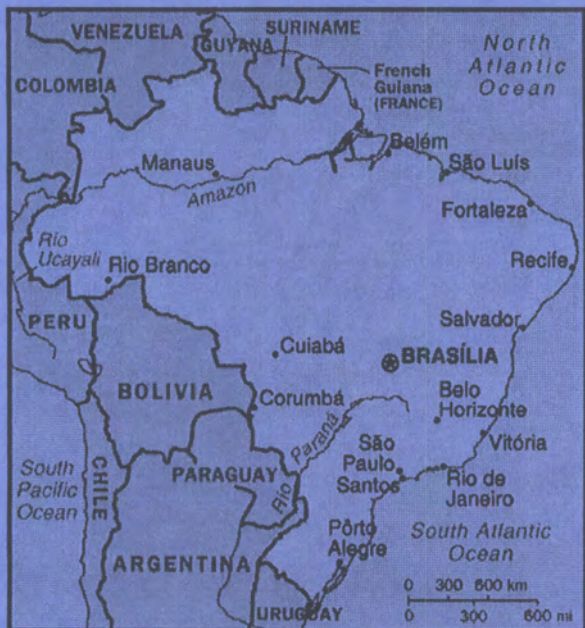 VENEZUELA
SURINAME
GUYANA
North
Atlantic
Ocean
COLOMBIA
French
Guiana
(FRANCE)
Belém
Manaus
São Luís
Amazon
Fortaleza
Río
Ucayali
Rio Branco
Recife
PERU
Salvador
Cuiabá
BRASÍLIA
BOLIVIA
Corumbá
Belo
Horizonte
Rio Paraná
Vitória
São
Paulo
Santos
South
Pacific
Ocean
CHILE
PARAGUAY
Rio de
Janeiro
Pôrto
Alegre
South Atlantic
Ocean
ARGENTINA
URUGUAY
0 300 600 km
0 300 600 mi